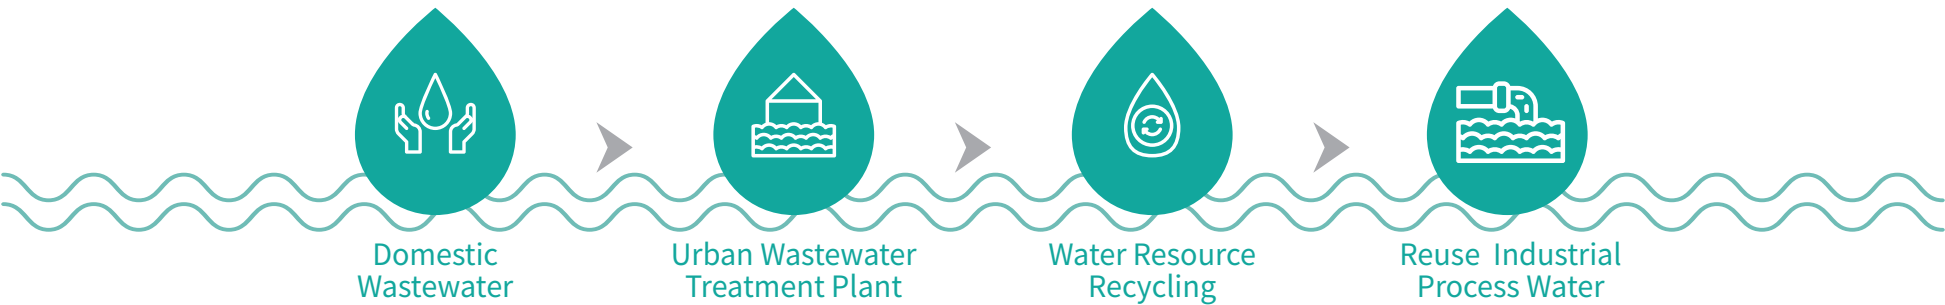 Domestic
Wastewater
Urban Wastewater
Treatment Plant
Water Resource
Recycling
Reuse  Industrial
Process Water